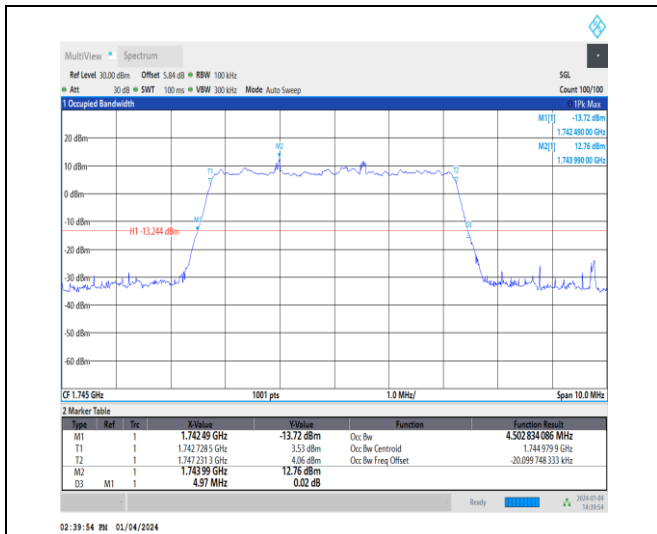 MultiView Spectrum
Ref Level 30.00 dBm Offset 5.84 dB RBW 100 kHz SGL
Att 30 dB SWT 100 ms VBW 300 kHz Mode Auto Sweep Count 100/100
1 Occupied Bandwidth 1Pk Max
M1[1] -13.72 dBm
1.742 490 00 GHz
M2[1] 12.76 dBm
1.743 990 00 GHz
20 dBm
M2
10 dBm
T1 T2
0 dBm
-10 dBm
M1
H1 -13.244 dBm
-20 dBm
-30 dBm
-40 dBm
-50 dBm
-60 dBm
CF 1.745 GHz 1001 pts 1.0 MHz/ Span 10.0 MHz
2 Marker Table
Type Ref Trc X-Value Y-Value Function Function Result
M1 1 1.742 49 GHz -13.72 dBm Occ Bw 4.502 834 086 MHz
T1 1 1.742 728 5 GHz 3.53 dBm Occ Bw Centroid 1.744 979 9 GHz
T2 1 1.747 231 3 GHz 4.06 dBm Occ Bw Freq Offset -20.099 748 333 kHz
M2 1 1.743 99 GHz 12.76 dBm
D3 M1 1 4.97 MHz 0.02 dB
Ready 2024-01-04
14:39:54
02:39:54 PM 01/04/2024